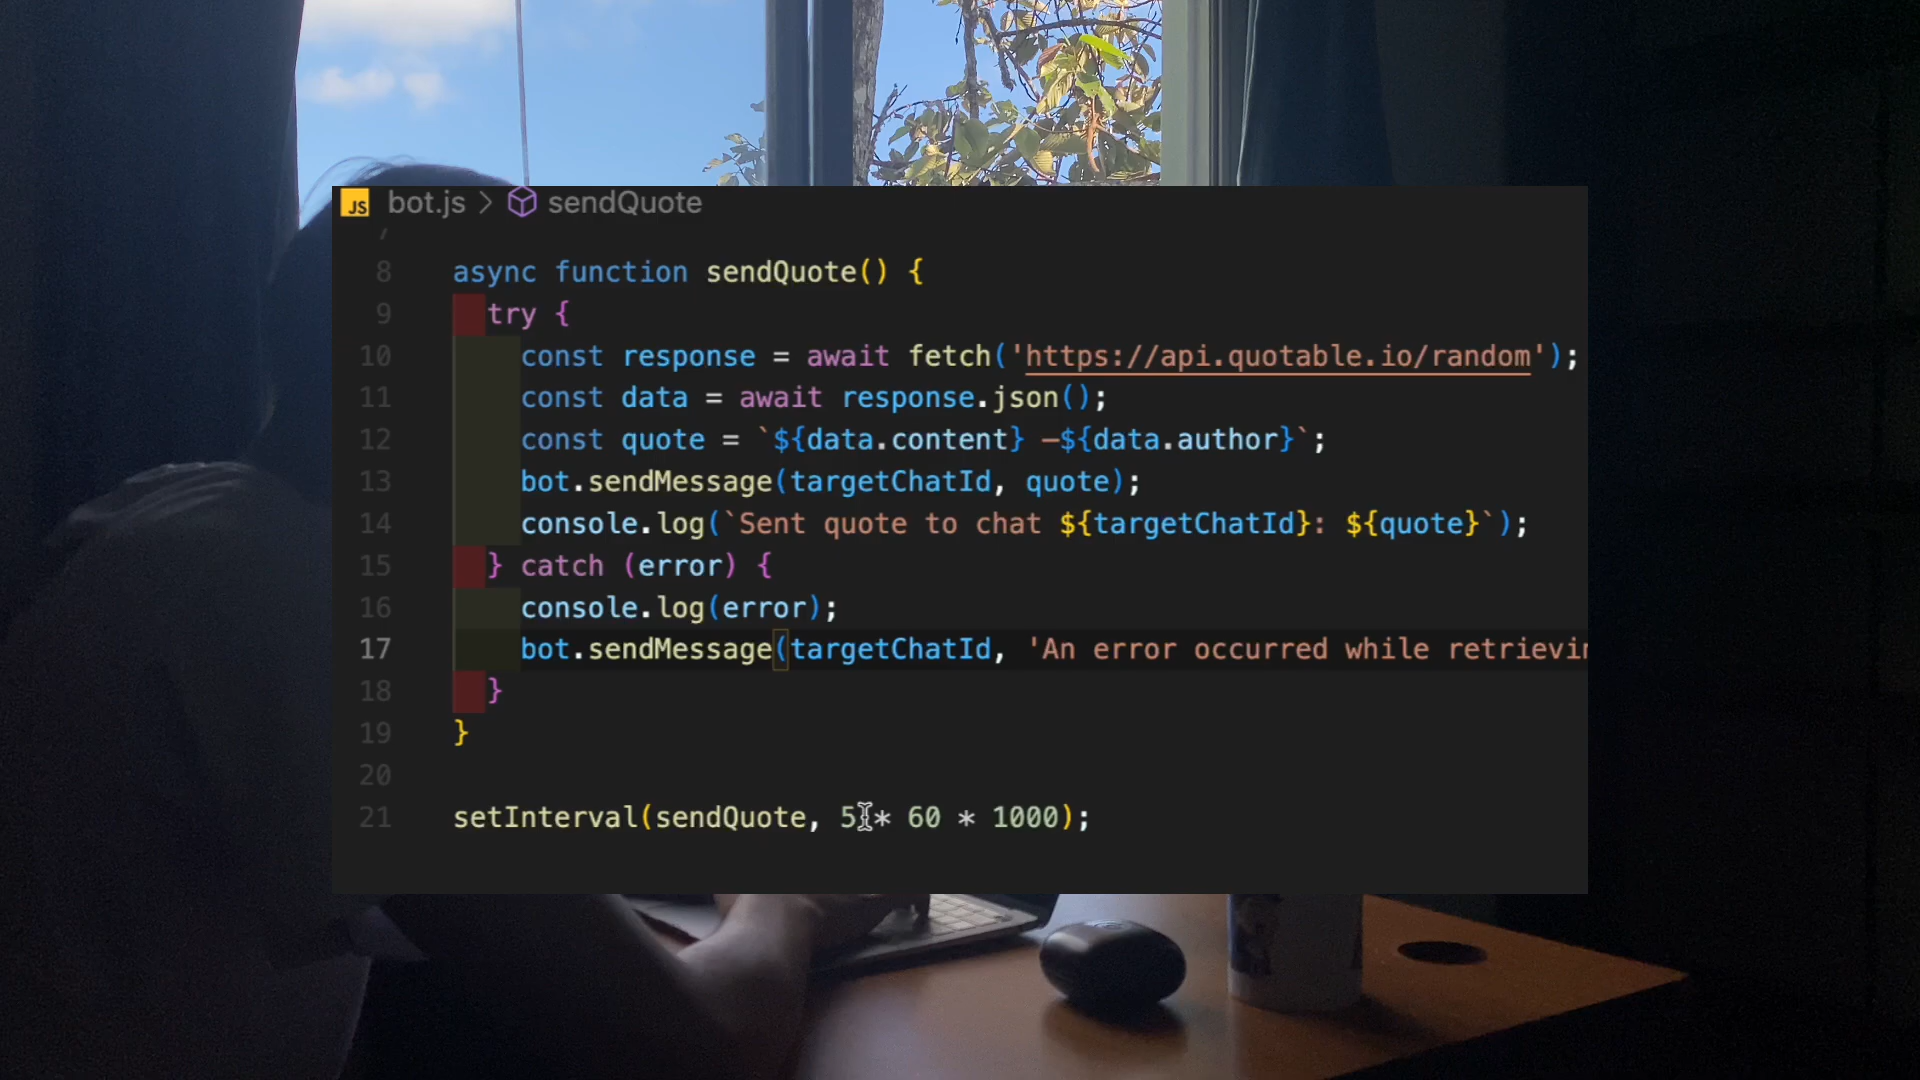 JS bot.js > sendQuote
7
8 async function sendQuote() {
9 try {
10 const response = await fetch('https://api.quotable.io/random');
11 const data = await response.json();
12 const quote = `${data.content} —${data.author}`;
13 bot.sendMessage(targetChatId, quote);
14 console.log(`Sent quote to chat ${targetChatId}: ${quote}`);
15 } catch (error) {
16 console.log(error);
17 bot.sendMessage(targetChatId, 'An error occurred while retrievin
18 }
19 }
20
21 setInterval(sendQuote, 5 * 60 * 1000);